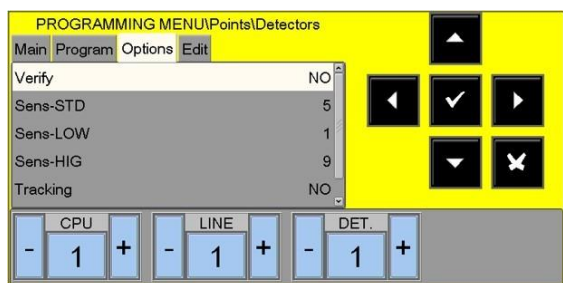 PROGRAMMING MENU\Points\Detectors
Main Program Options Edit
Verify NO
Sens-STD 5
Sens-LOW 1
Sens-HIG 9
Tracking NO
CPU LINE DET.
- 1 + - 1 + - 1 +